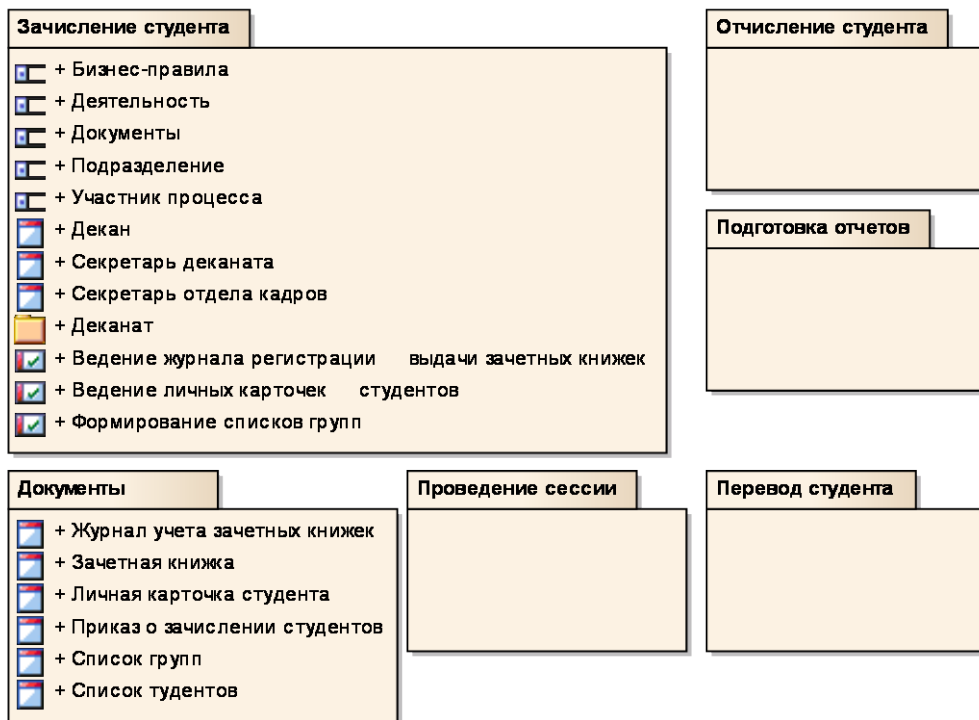 Зачисление студента
+ Бизнес-правила
+ Деятельность
+ Документы
+ Подразделение
+ Участник процесса
+ Декан
+ Секретарь деканата
+ Секретарь отдела кадров
+ Деканат
+ Ведение журнала регистрации выдачи зачетных книжек
+ Ведение личных карточек студентов
+ Формирование списков групп
Отчисление студента
Подготовка отчетов
Документы
+ Журнал учета зачетных книжек
+ Зачетная книжка
+ Личная карточка студента
+ Приказ о зачислении студентов
+ Список групп
+ Список тудентов
Проведение сессии
Перевод студента